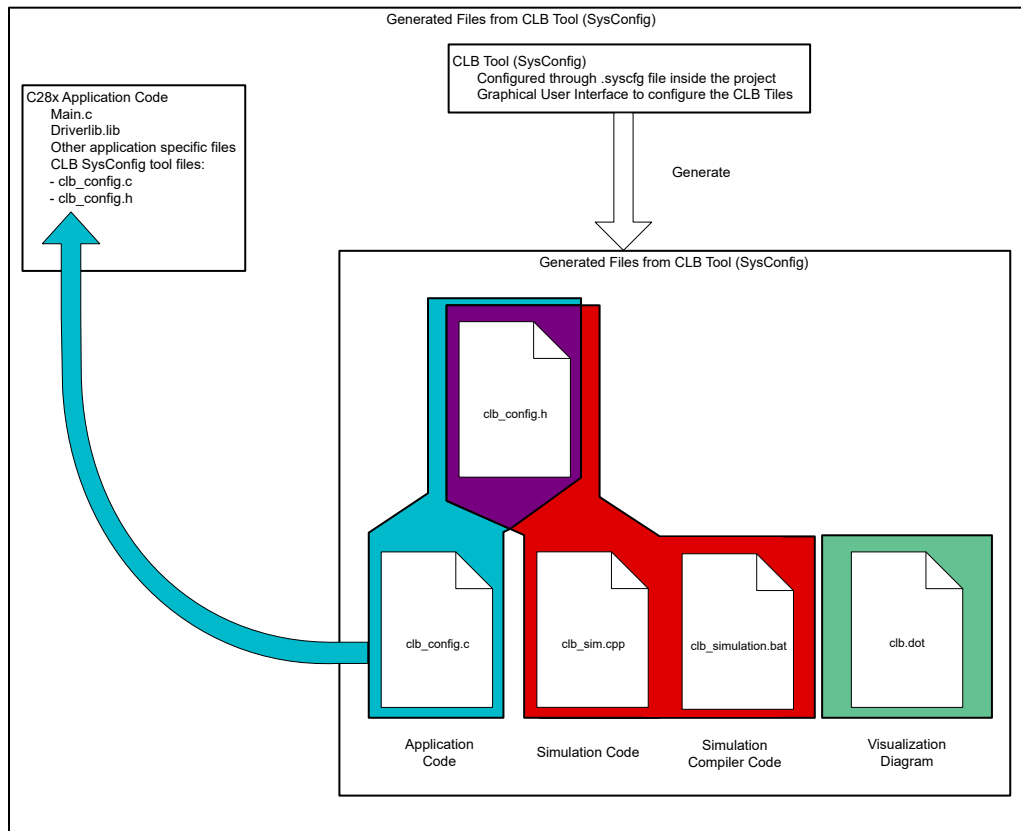 Generated Files from CLB Tool (SysConfig)
CLB Tool (SysConfig)
Configured through .syscfg file inside the project
Graphical User Interface to configure the CLB Tiles
C28x Application Code
Main.c
Driverlib.lib
Other application specific files
CLB SysConfig tool files:
- clb_config.c
- clb_config.h
Generate
Generated Files from CLB Tool (SysConfig)
clb_config.h
clb_config.c
clb_sim.cpp
clb_simulation.bat
clb.dot
Application
Code
Simulation Code
Simulation
Compiler Code
Visualization
Diagram